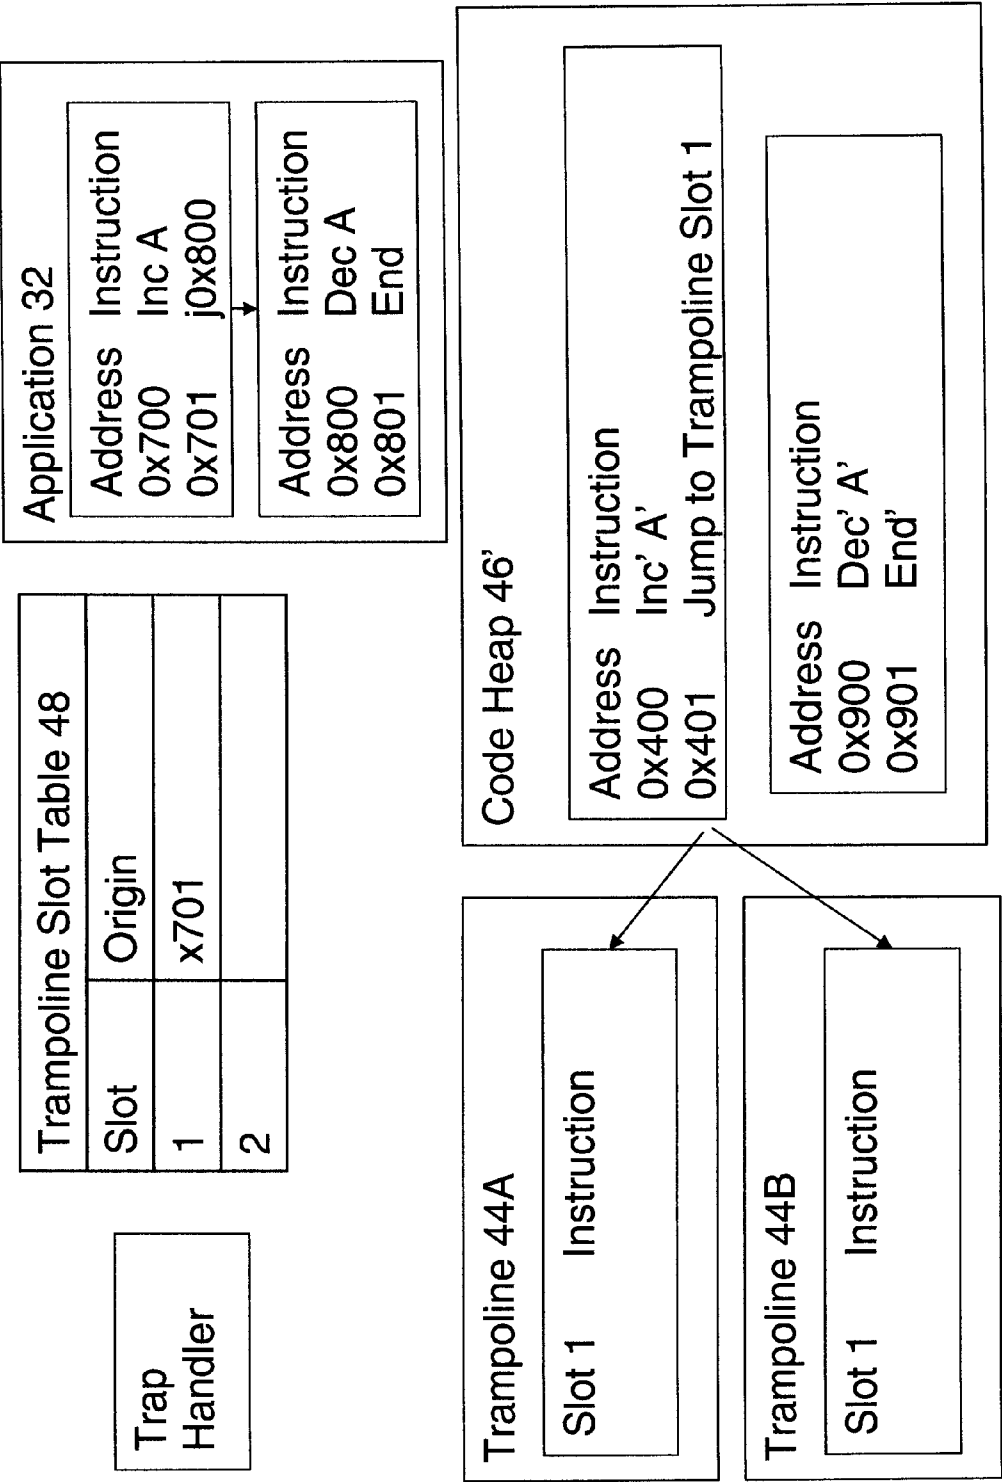 Trap
Handler
Trampoline Slot Table 48
Slot Origin
1 x701
2
Application 32
Address Instruction
0x700 Inc A
0x701 j0x800
Address Instruction
0x800 Dec A
0x801 End
Trampoline 44A
Slot 1 Instruction
Trampoline 44B
Slot 1 Instruction
Code Heap 46'
Address Instruction
0x400 Inc' A'
0x401 Jump to Trampoline Slot 1
Address Instruction
0x900 Dec' A'
0x901 End'